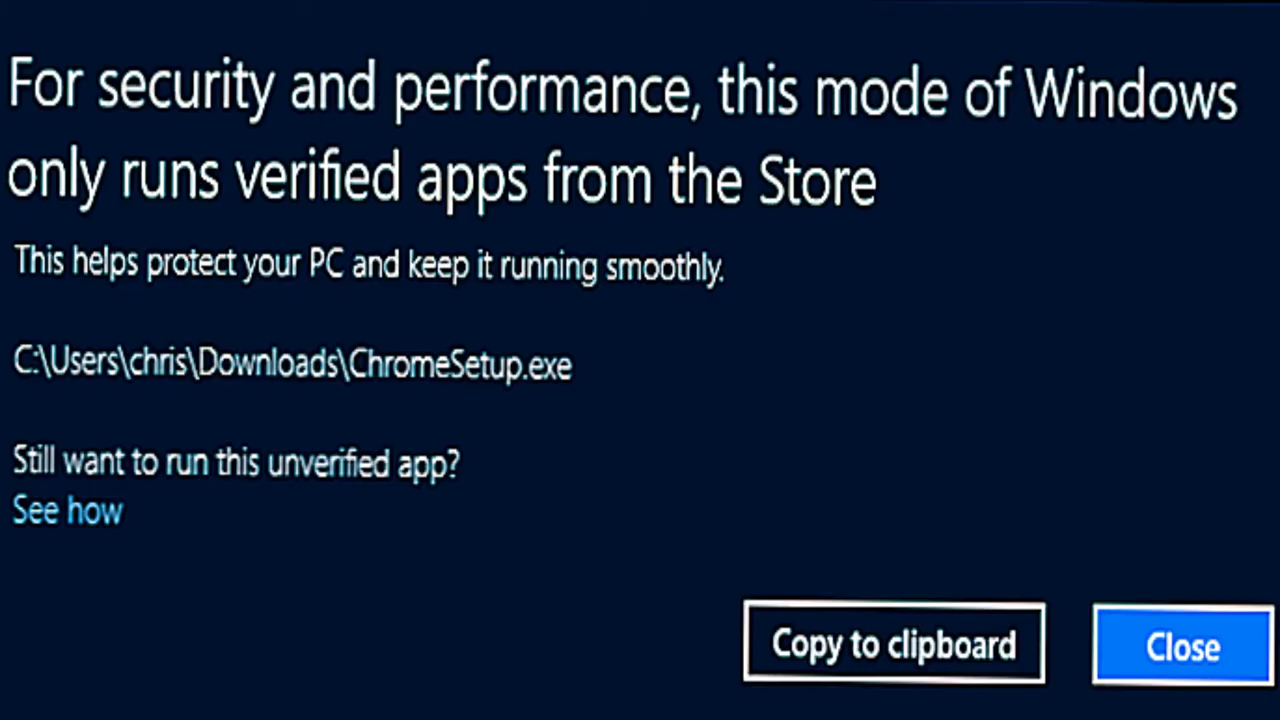 For security and performance, this mode of Windows
only runs verified apps from the Store
This helps protect your PC and keep it running smoothly.
C:\Users\chris\Downloads\ChromeSetup.exe
Still want to run this unverified app?
See how
Copy to clipboard
Close